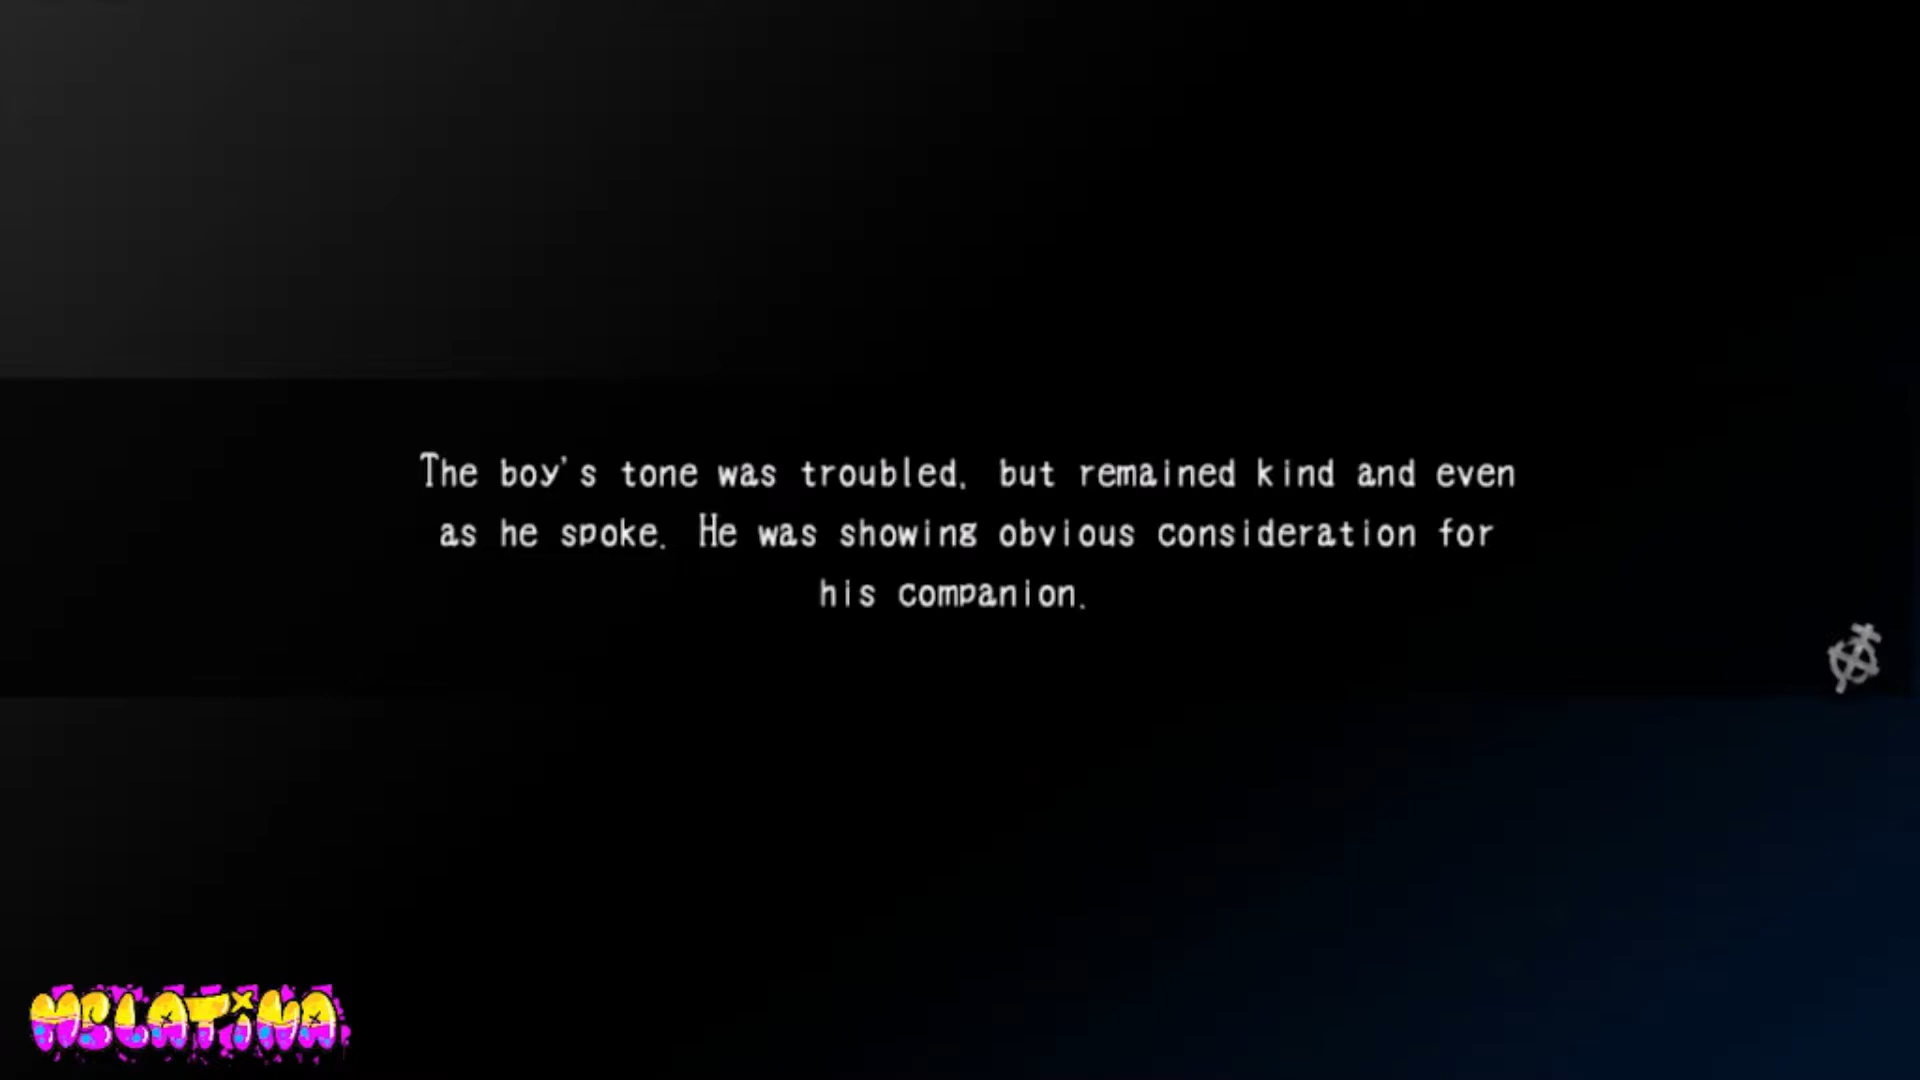 The boy's tone was troubled, but remained kind and even
as he spoke. He was showing obvious consideration for
his companion.
MELATINA